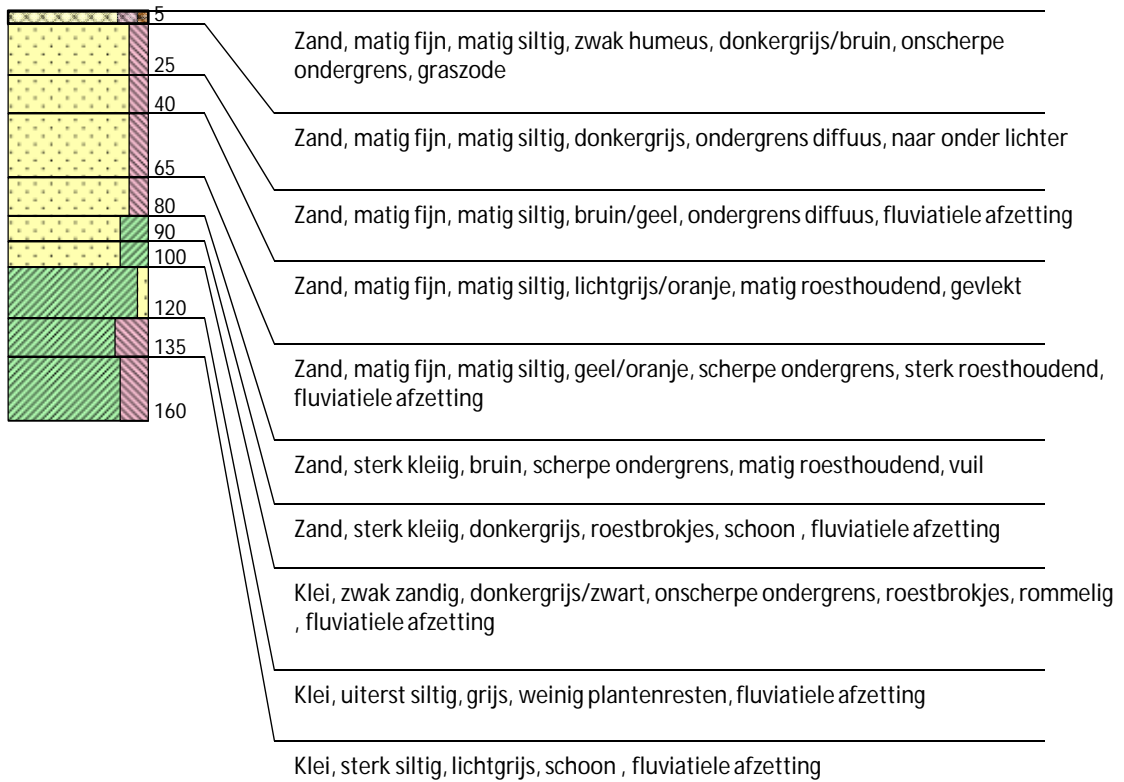 5
25
40
65
80
90
100
120
135
160
Zand, matig fijn, matig siltig, zwak humeus, donkergrijs/bruin, onscherpe
ondergrens, graszode
Zand, matig fijn, matig siltig, donkergrijs, ondergrens diffuus, naar onder lichter
Zand, matig fijn, matig siltig, bruin/geel, ondergrens diffuus, fluviatiele afzetting
Zand, matig fijn, matig siltig, lichtgrijs/oranje, matig roesthoudend, gevlekt
Zand, matig fijn, matig siltig, geel/oranje, scherpe ondergrens, sterk roesthoudend,
fluviatiele afzetting
Zand, sterk kleiig, bruin, scherpe ondergrens, matig roesthoudend, vuil
Zand, sterk kleiig, donkergrijs, roestbrokjes, schoon , fluviatiele afzetting
Klei, zwak zandig, donkergrijs/zwart, onscherpe ondergrens, roestbrokjes, rommelig
, fluviatiele afzetting
Klei, uiterst siltig, grijs, weinig plantenresten, fluviatiele afzetting
Klei, sterk siltig, lichtgrijs, schoon , fluviatiele afzetting